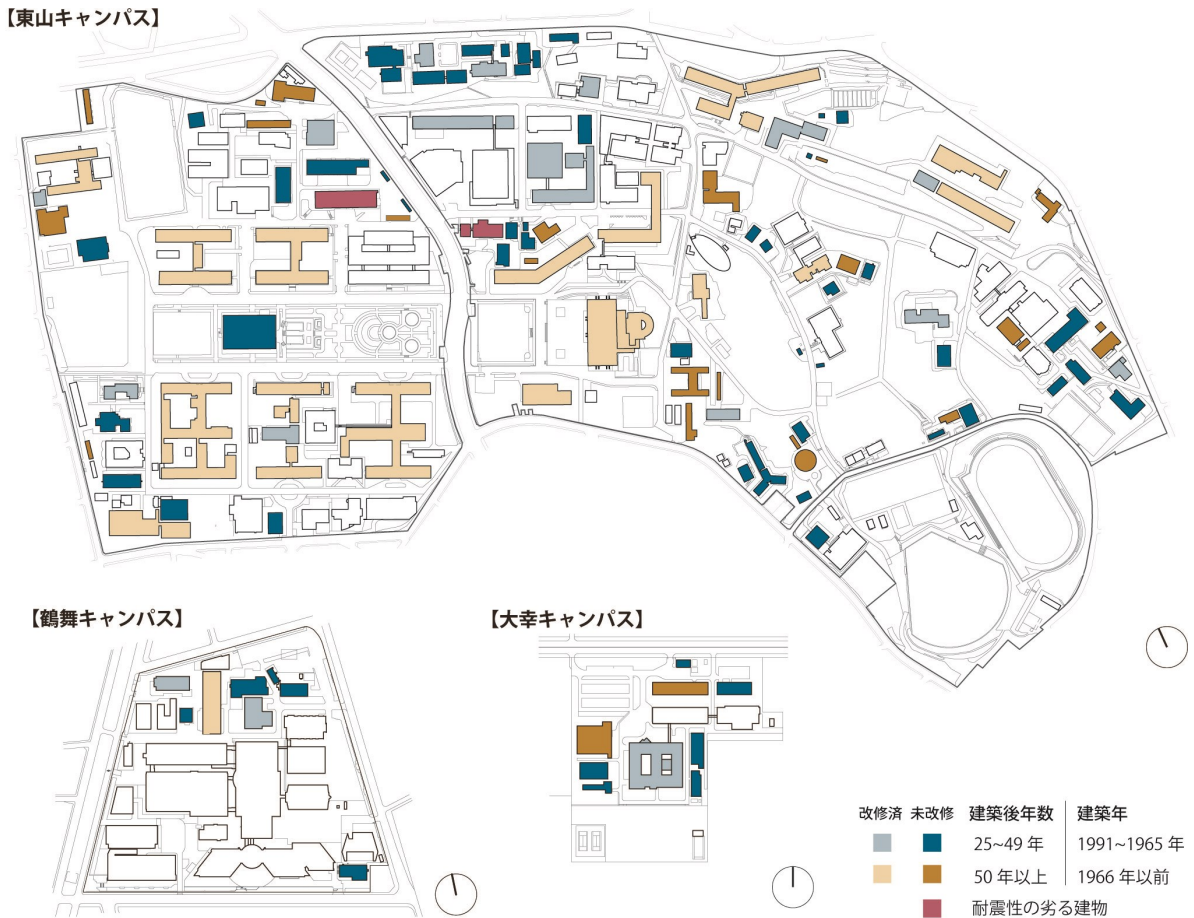 【東山キャンパス】
【鶴舞キャンパス】
【大幸キャンパス】
改修済 未改修 建築後年数 建築年
25~49 年 1991~1965 年
50 年以上 1966 年以前
耐震性の劣る建物